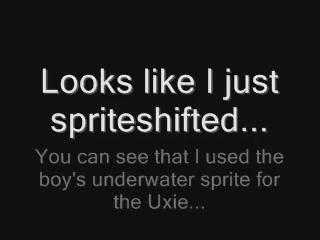 Looks like I just
spriteshifted...
You can see that I used the
boy's underwater sprite for
the Uxie...